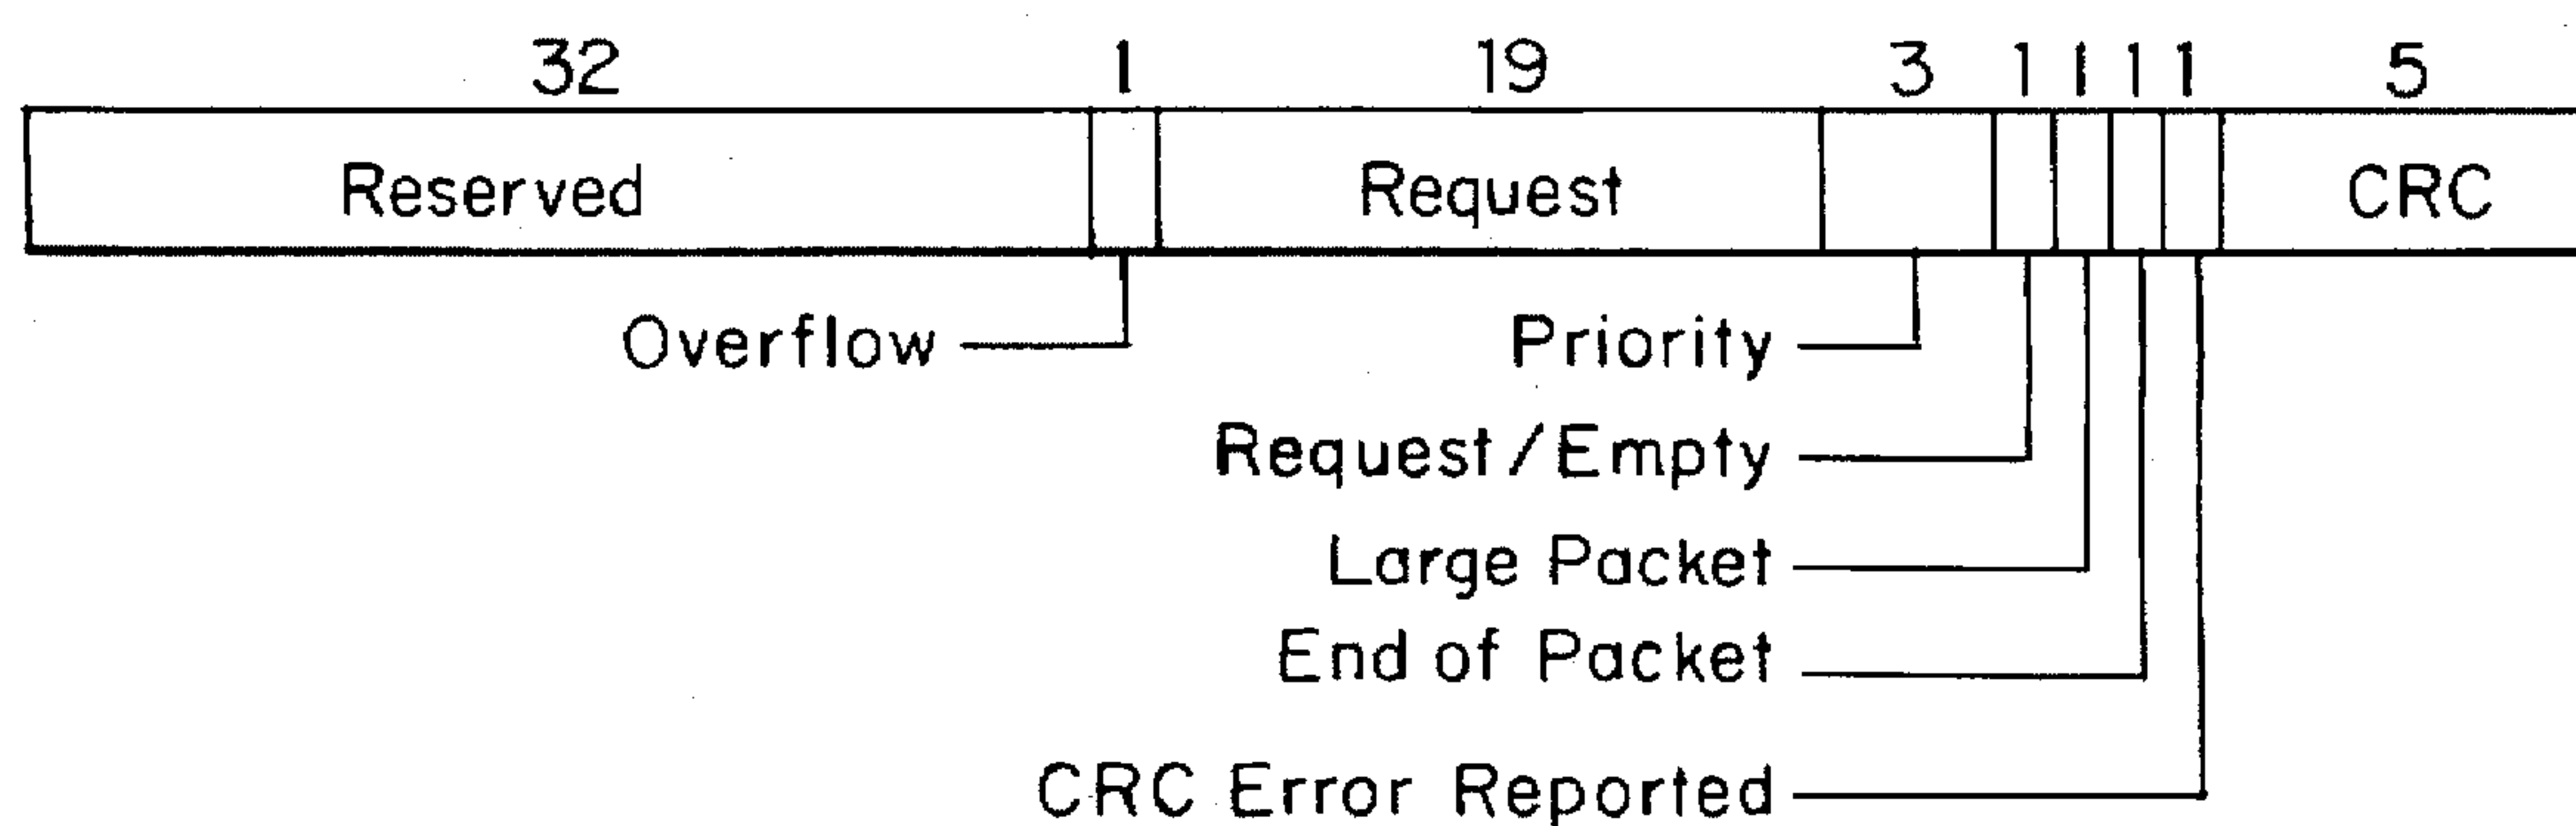 32 1 19 3 1 1 1 1 5
Reserved Request CRC
Overflow Priority
Request/Empty
Large Packet
End of Packet
CRC Error Reported